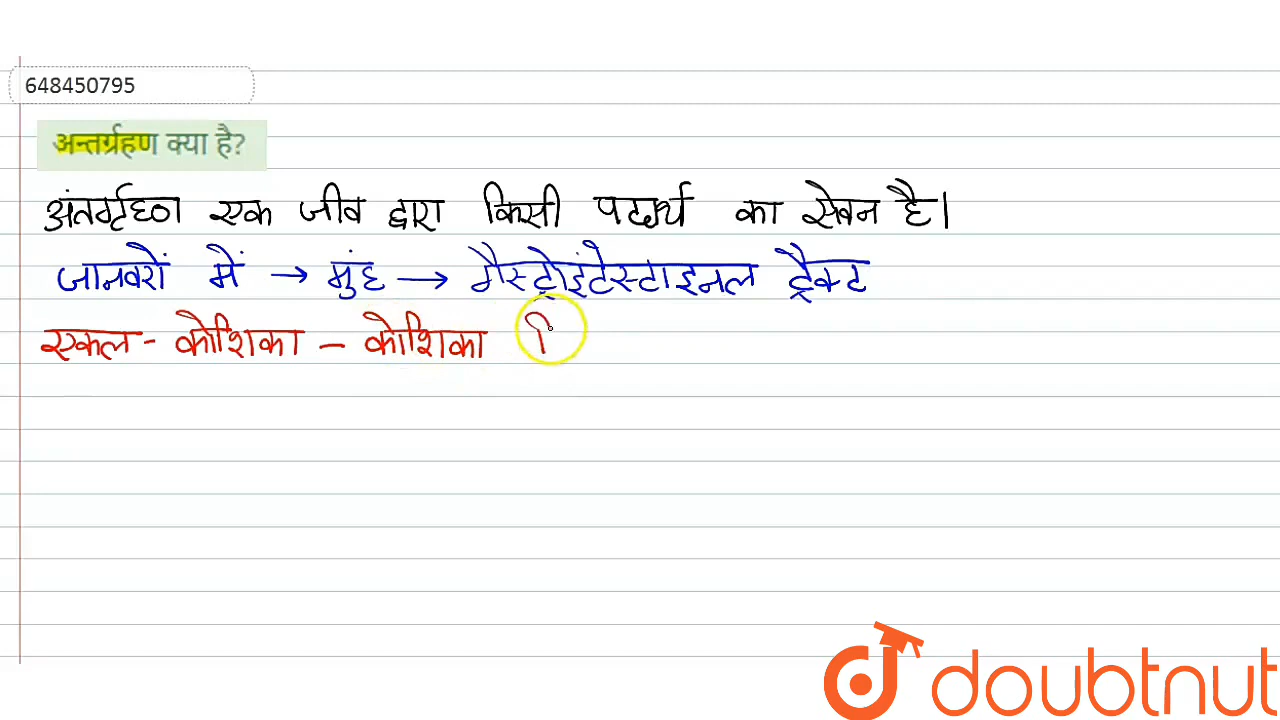 648450795
अन्तर्ग्रहण क्या है?
अंतर्ग्रहण एक जीव द्वारा किसी पदार्थ का सेवन है।
जानवरों में → मुंह → गैस्ट्रोइंटेस्टाइनल ट्रैक्ट
एकल - कोशिका - कोशिका ि
doubtnut